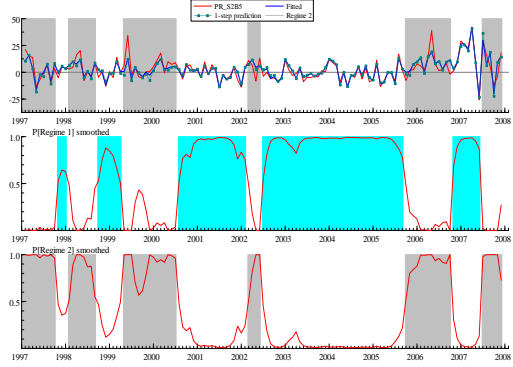 PR_S2B5 Fitted
1-step prediction Regime 2
50
25
0
-25
1997 1998 1999 2000 2001 2002 2003 2004 2005 2006 2007 2008
1.0 P[Regime 1] smoothed
0.5
1997 1998 1999 2000 2001 2002 2003 2004 2005 2006 2007 2008
1.0 P[Regime 2] smoothed
0.5
1997 1998 1999 2000 2001 2002 2003 2004 2005 2006 2007 2008